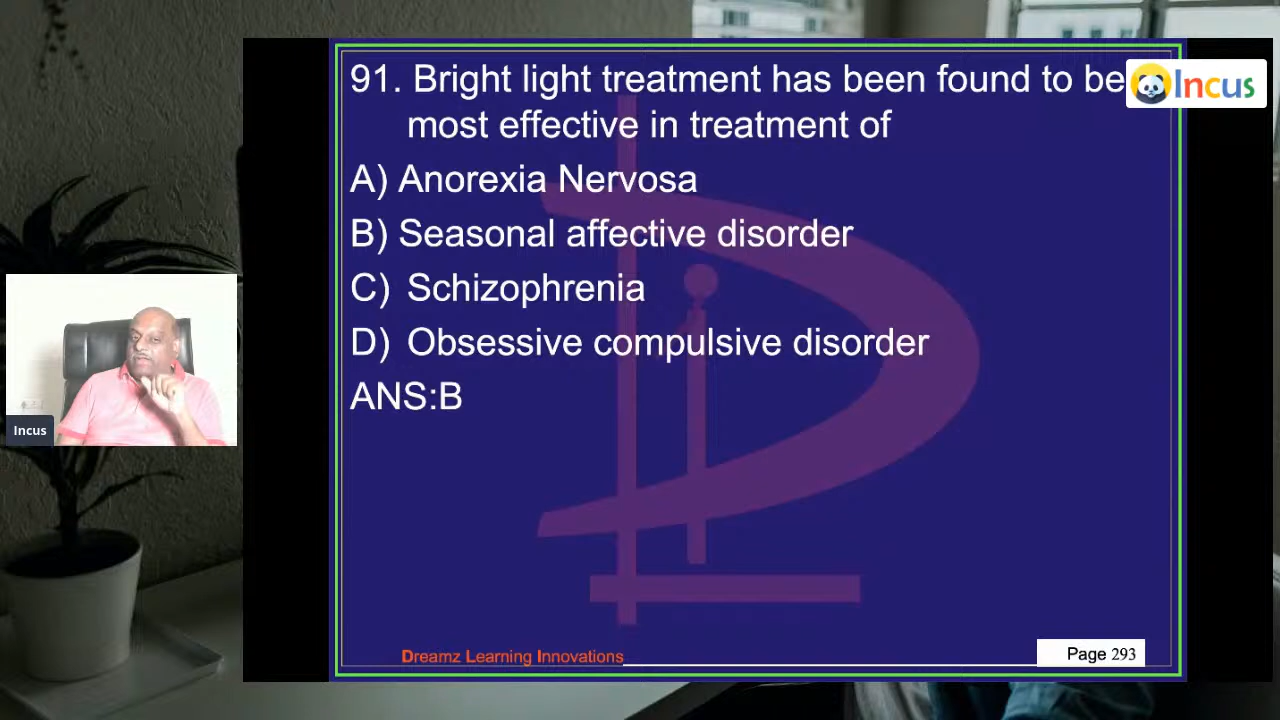 91. Bright light treatment has been found to be
most effective in treatment of
A) Anorexia Nervosa
B) Seasonal affective disorder
C) Schizophrenia
D) Obsessive compulsive disorder
ANS:B
Incus
Incus
Dreamz Learning Innovations
Page 293